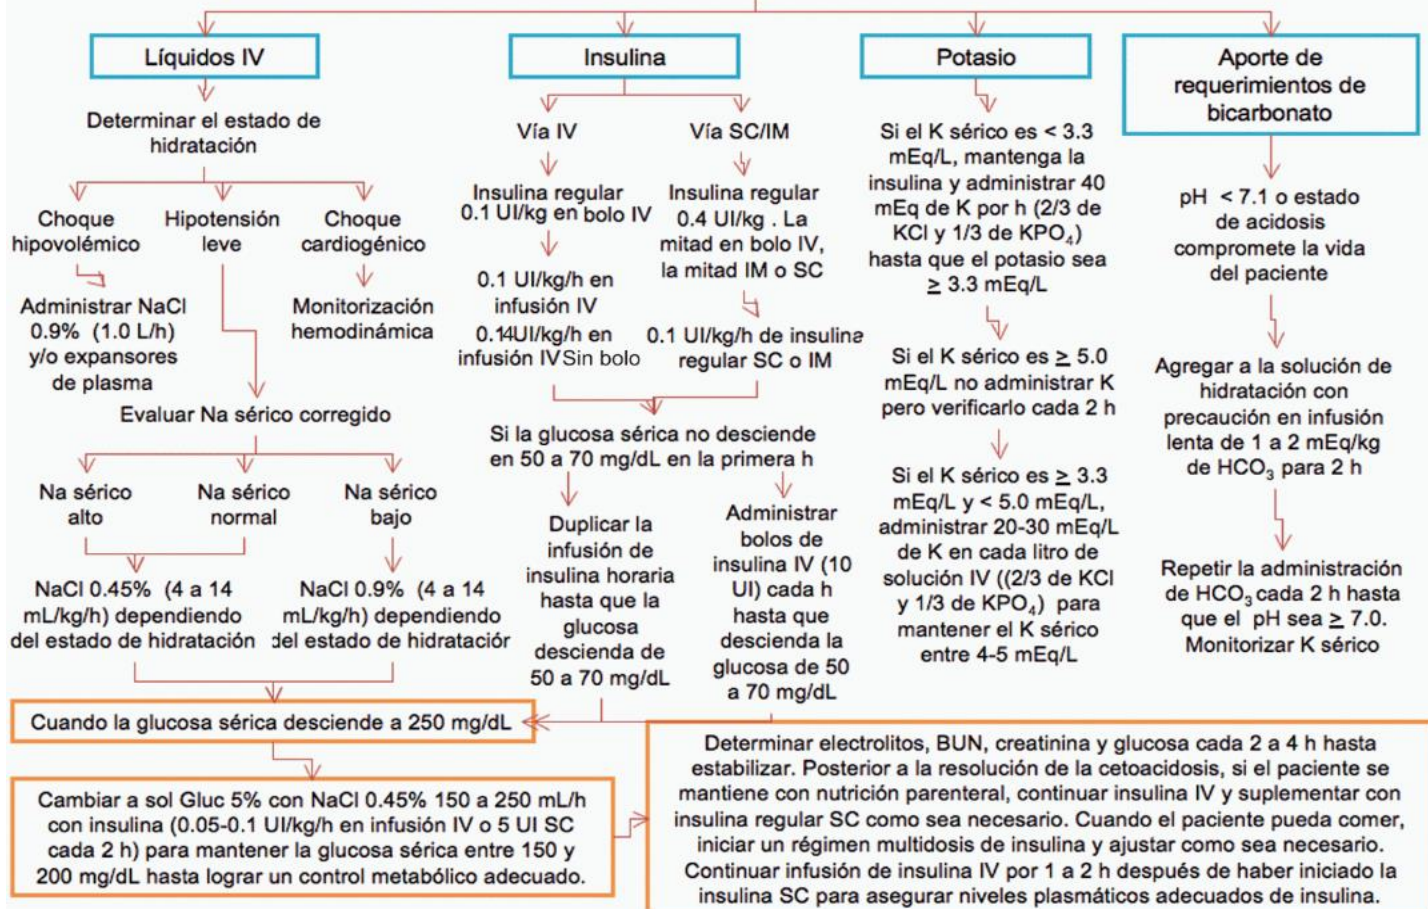 Líquidos IV
Determinar el estado de
hidratación
Choque
hipovolémico
Administrar NaCl
0.9% (1.0 L/h)
y/o expansores
de plasma
Hipotensión
leve
Choque
cardiogénico
Monitorización
hemodinámica
Evaluar Na sérico corregido
Na sérico
alto
Na sérico
normal
Na sérico
bajo
NaCl 0.45% (4 a 14
mL/kg/h) dependiendo
del estado de hidratación
NaCl 0.9% (4 a 14
mL/kg/h) dependiendo
del estado de hidratación
Insulina
Vía IV
Insulina regular
0.1 UI/kg en bolo IV
0.1 UI/kg/h en
infusión IV
0.14UI/kg/h en
infusión IV Sin bolo
Vía SC/IM
Insulina regular
0.4 UI/kg . La
mitad en bolo IV,
la mitad IM o SC
0.1 UI/kg/h de insulina
regular SC o IM
Si la glucosa sérica no desciende
en 50 a 70 mg/dL en la primera h
Duplicar la
infusión de
insulina horaria
hasta que la
glucosa
descienda de
50 a 70 mg/dL
Administrar
bolos de
insulina IV (10
UI) cada h
hasta que
descienda la
glucosa de 50
a 70 mg/dL
Potasio
Si el K sérico es < 3.3
mEq/L, mantenga la
insulina y administrar 40
mEq de K por h (2/3 de
KCl y 1/3 de KPO₄)
hasta que el potasio sea
≥ 3.3 mEq/L
Si el K sérico es ≥ 5.0
mEq/L no administrar K
pero verificarlo cada 2 h
Si el K sérico es ≥ 3.3
mEq/L y < 5.0 mEq/L,
administrar 20-30 mEq/L
de K en cada litro de
solución IV ((2/3 de KCl
y 1/3 de KPO₄) para
mantener el K sérico
entre 4-5 mEq/L
Aporte de
requerimientos de
bicarbonato
pH < 7.1 o estado
de acidosis
compromete la vida
del paciente
Agregar a la solución de
hidratación con
precaución en infusión
lenta de 1 a 2 mEq/kg
de HCO₃ para 2 h
Repetir la administración
de HCO₃ cada 2 h hasta
que el pH sea ≥ 7.0.
Monitorizar K sérico
Cuando la glucosa sérica desciende a 250 mg/dL
Cambiar a sol Gluc 5% con NaCl 0.45% 150 a 250 mL/h
con insulina (0.05-0.1 UI/kg/h en infusión IV o 5 UI SC
cada 2 h) para mantener la glucosa sérica entre 150 y
200 mg/dL hasta lograr un control metabólico adecuado.
Determinar electrolitos, BUN, creatinina y glucosa cada 2 a 4 h hasta
estabilizar. Posterior a la resolución de la cetoacidosis, si el paciente se
mantiene con nutrición parenteral, continuar insulina IV y suplementar con
insulina regular SC como sea necesario. Cuando el paciente pueda comer,
iniciar un régimen multidosis de insulina y ajustar como sea necesario.
Continuar infusión de insulina IV por 1 a 2 h después de haber iniciado la
insulina SC para asegurar niveles plasmáticos adecuados de insulina.